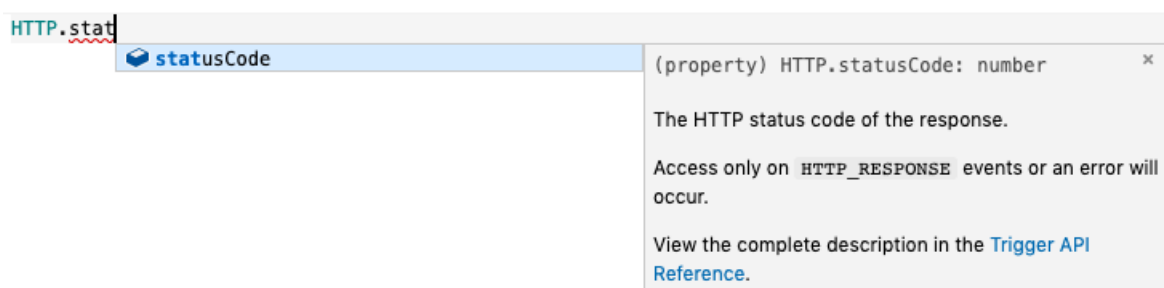 HTTP.stat
statusCode
(property) HTTP.statusCode: number
×
The HTTP status code of the response.
Access only on HTTP_RESPONSE events or an error will
occur.
View the complete description in the Trigger API
Reference.